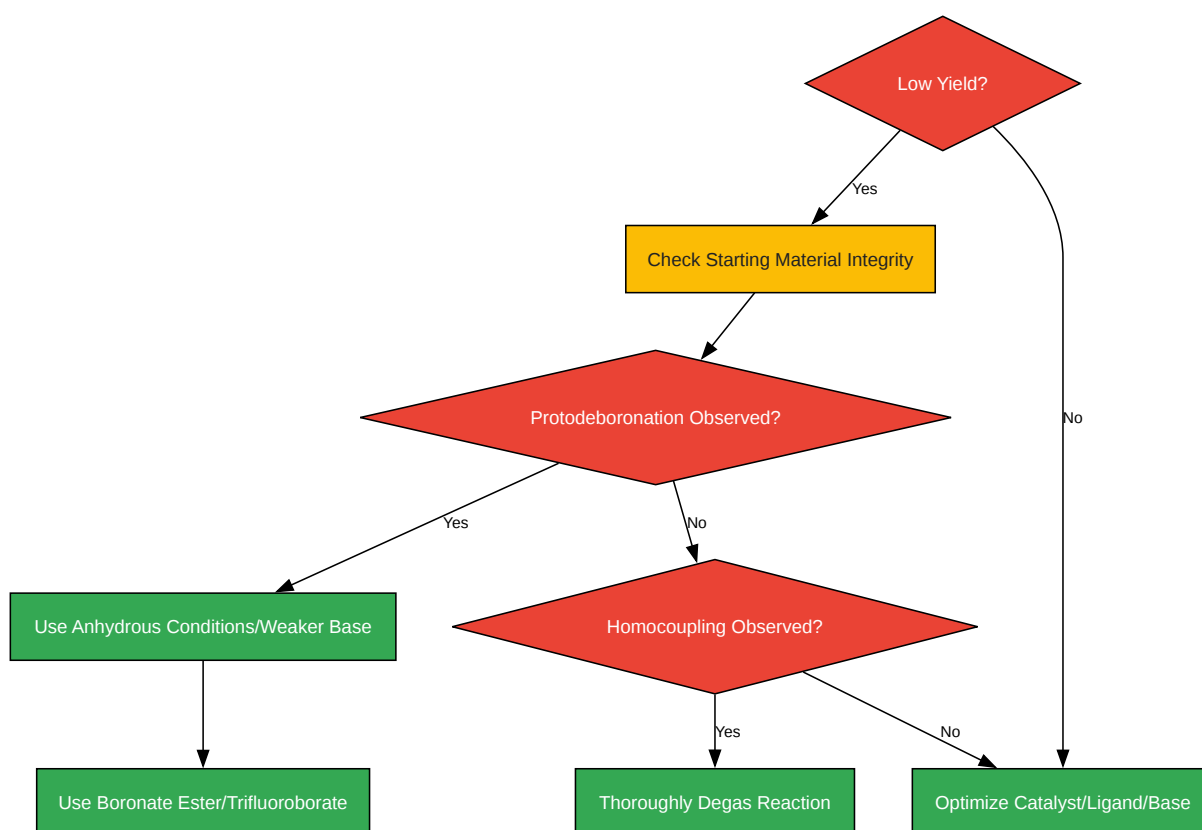 Low Yield?
Yes
Check Starting Material Integrity
Protodeboronation Observed?
No
Yes
No
Use Anhydrous Conditions/Weaker Base
Homocoupling Observed?
Yes
No
Use Boronate Ester/Trifluoroborate
Thoroughly Degas Reaction
Optimize Catalyst/Ligand/Base